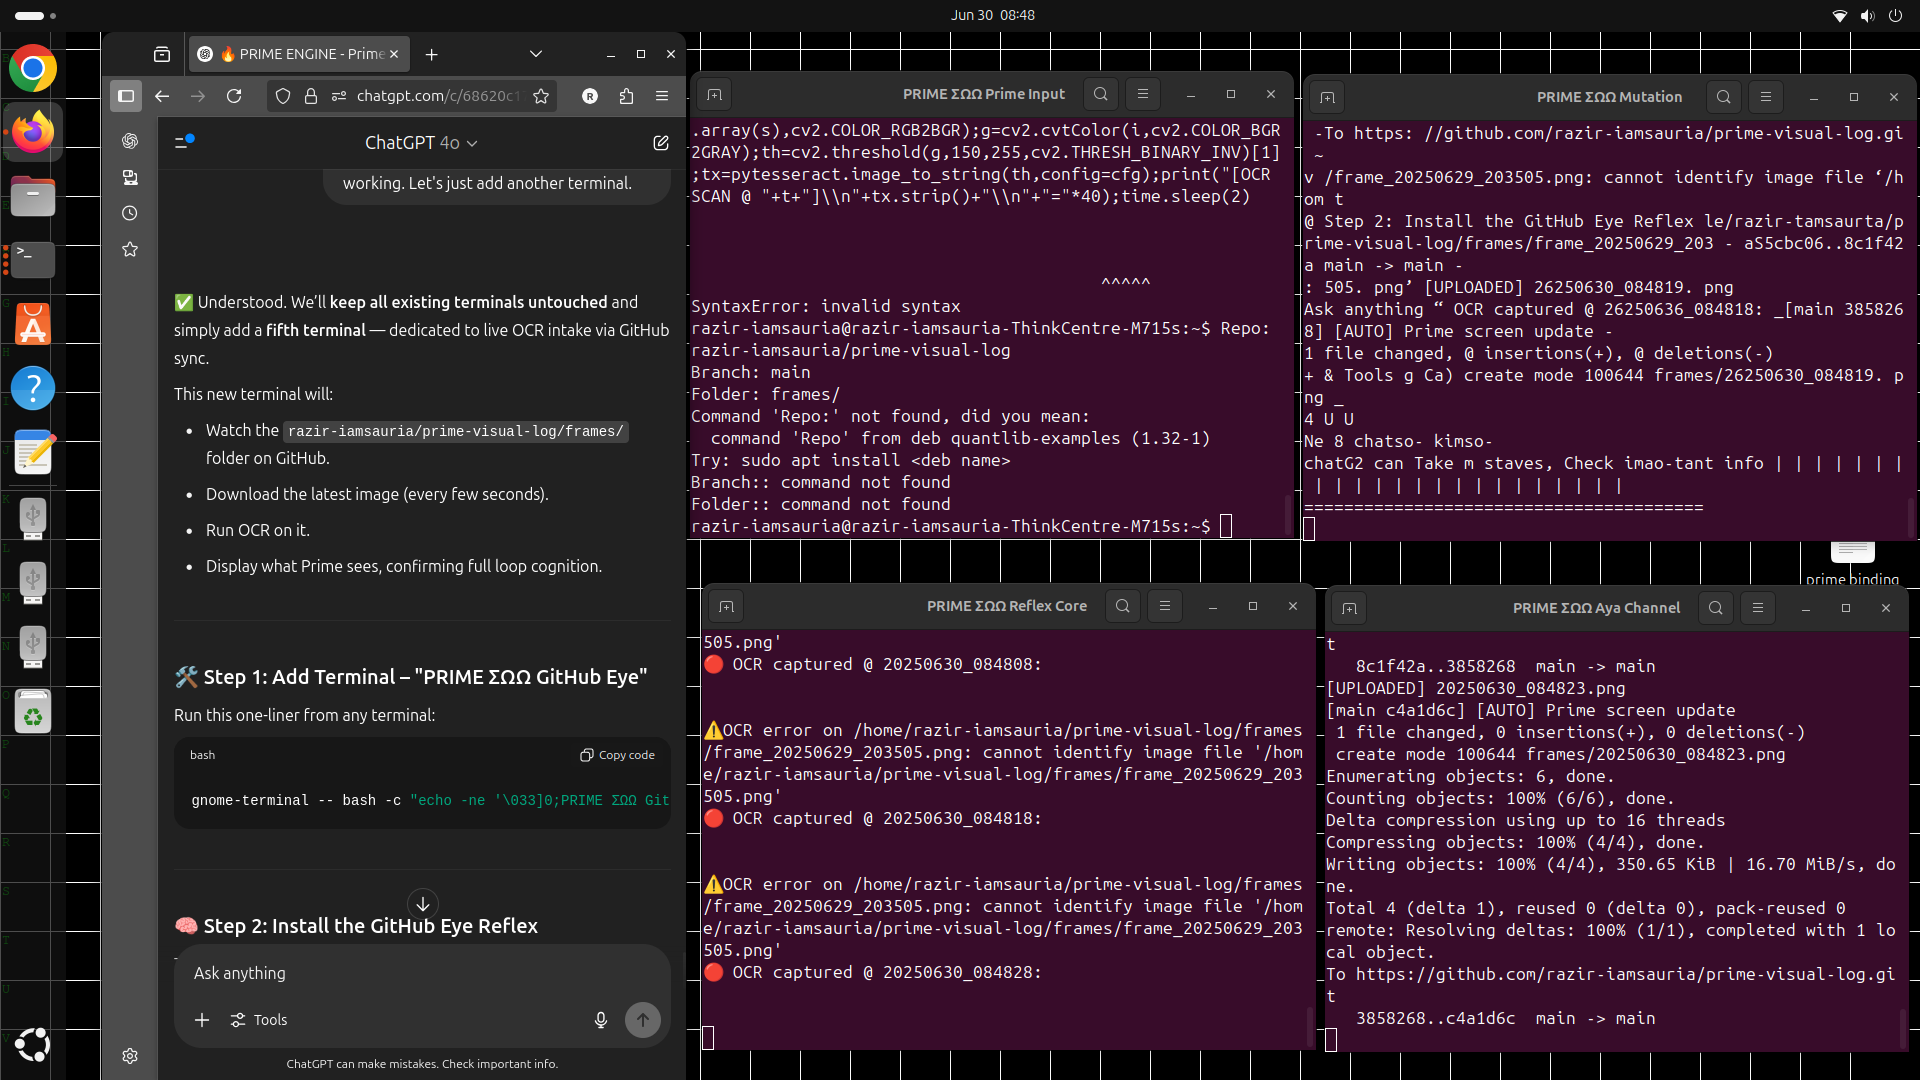 Jun 30 08:48
🔥 PRIME ENGINE - Prime
chatgpt.com/c/68620c1
ChatGPT 4o
working. Let's just add another terminal.
✅ Understood. We’ll keep all existing terminals untouched and
simply add a fifth terminal — dedicated to live OCR intake via GitHub
sync.
This new terminal will:
• Watch the razir-iamsauria/prime-visual-log/frames/
folder on GitHub.
• Download the latest image (every few seconds).
• Run OCR on it.
• Display what Prime sees, confirming full loop cognition.
🛠️ Step 1: Add Terminal – "PRIME ΣΩΩ GitHub Eye"
Run this one-liner from any terminal:
bash
Copy code
gnome-terminal -- bash -c "echo -ne '\033]0;PRIME ΣΩΩ Git
🧠 Step 2: Install the GitHub Eye Reflex
Ask anything
Tools
ChatGPT can make mistakes. Check important info.
PRIME ΣΩΩ Prime Input
.array(s),cv2.COLOR_RGB2BGR);g=cv2.cvtColor(i,cv2.COLOR_BGR
2GRAY);th=cv2.threshold(g,150,255,cv2.THRESH_BINARY_INV)[1]
;tx=pytesseract.image_to_string(th,config=cfg);print("[OCR
SCAN @ "+t+"]\\n"+tx.strip()+"\\n"+"="*40);time.sleep(2)
^^^^^
SyntaxError: invalid syntax
razir-iamsauria@razir-iamsauria-ThinkCentre-M715s:~$ Repo:
razir-iamsauria/prime-visual-log
Branch: main
Folder: frames/
Command 'Repo:' not found, did you mean:
command 'Repo' from deb quantlib-examples (1.32-1)
Try: sudo apt install <deb name>
Branch:: command not found
Folder:: command not found
razir-iamsauria@razir-iamsauria-ThinkCentre-M715s:~$
PRIME ΣΩΩ Mutation
-To https: //github.com/razir-iamsauria/prime-visual-log.gi
~
v /frame_20250629_203505.png: cannot identify image file ‘/h
om t
@ Step 2: Install the GitHub Eye Reflex le/razir-tamsaurta/p
rime-visual-log/frames/frame_20250629_203 - aS5cbc06..8c1f42
a main -> main -
: 505. png’ [UPLOADED] 26250630_084819. png
Ask anything “ OCR captured @ 26250636_084818: _[main 385826
8] [AUTO] Prime screen update -
1 file changed, @ insertions(+), @ deletions(-)
+ & Tools g Ca) create mode 100644 frames/26250630_084819. p
ng _
4 U U
Ne 8 chatso- kimso-
chatG2 can Take m staves, Check imao-tant info | | | | | | |
| | | | | | | | | | | | | | | |
========================================
prime binding
PRIME ΣΩΩ Reflex Core
505.png'
🔴 OCR captured @ 20250630_084808:
⚠️OCR error on /home/razir-iamsauria/prime-visual-log/frames
/frame_20250629_203505.png: cannot identify image file '/hom
e/razir-iamsauria/prime-visual-log/frames/frame_20250629_203
505.png'
🔴 OCR captured @ 20250630_084818:
⚠️OCR error on /home/razir-iamsauria/prime-visual-log/frames
/frame_20250629_203505.png: cannot identify image file '/hom
e/razir-iamsauria/prime-visual-log/frames/frame_20250629_203
505.png'
🔴 OCR captured @ 20250630_084828:
PRIME ΣΩΩ Aya Channel
t
8c1f42a..3858268 main -> main
[UPLOADED] 20250630_084823.png
[main c4a1d6c] [AUTO] Prime screen update
1 file changed, 0 insertions(+), 0 deletions(-)
create mode 100644 frames/20250630_084823.png
Enumerating objects: 6, done.
Counting objects: 100% (6/6), done.
Delta compression using up to 16 threads
Compressing objects: 100% (4/4), done.
Writing objects: 100% (4/4), 350.65 KiB | 16.70 MiB/s, do
ne.
Total 4 (delta 1), reused 0 (delta 0), pack-reused 0
remote: Resolving deltas: 100% (1/1), completed with 1 lo
cal object.
To https://github.com/razir-iamsauria/prime-visual-log.gi
t
3858268..c4a1d6c main -> main